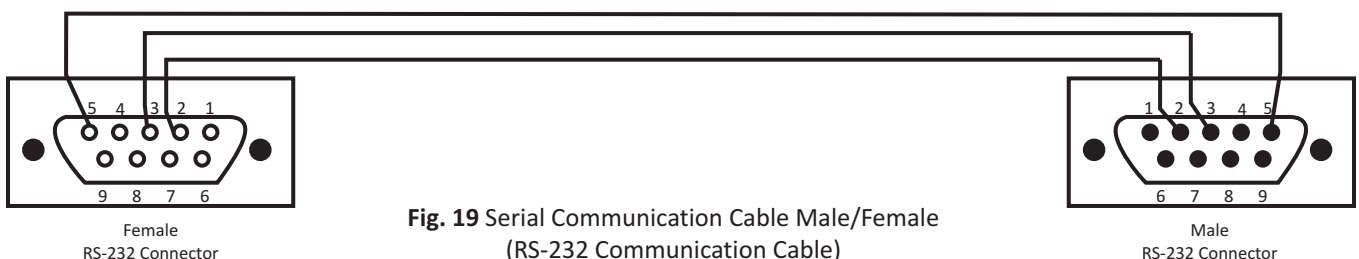 5 4 3 2 1
9 8 7 6
Female
RS-232 Connector
Fig. 19 Serial Communication Cable Male/Female
(RS-232 Communication Cable)
1 2 3 4 5
6 7 8 9
Male
RS-232 Connector